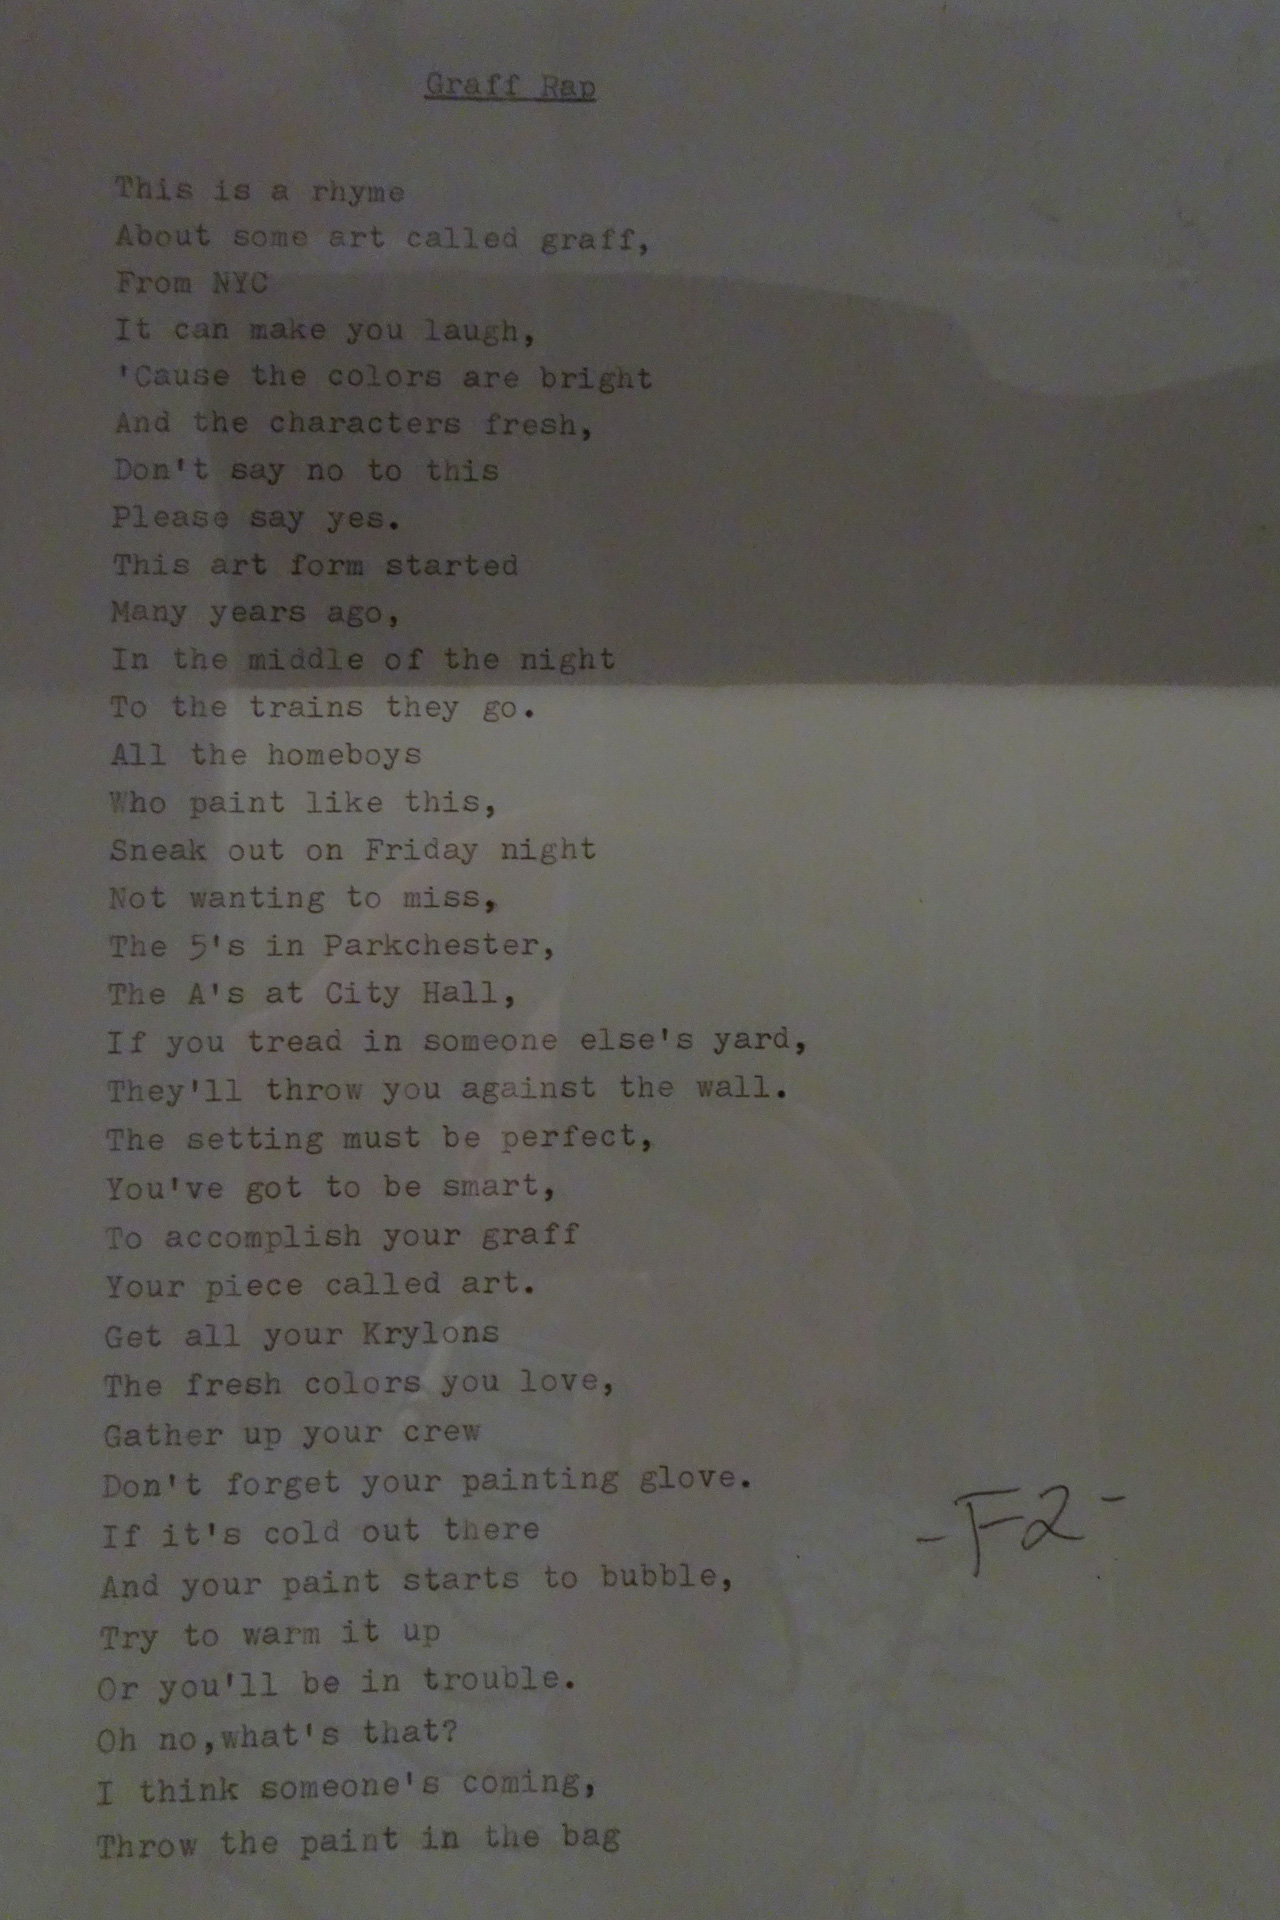 Graff Rap
This is a rhyme
About some art called graff,
From NYC
It can make you laugh,
'Cause the colors are bright
And the characters fresh,
Don't say no to this
Please say yes.
This art form started
Many years ago,
In the middle of the night
To the trains they go.
All the homeboys
Who paint like this,
Sneak out on Friday night
Not wanting to miss,
The 5's in Parkchester,
The A's at City Hall,
If you tread in someone else's yard,
They'll throw you against the wall.
The setting must be perfect,
You've got to be smart,
To accomplish your graff
Your piece called art.
Get all your Krylons
The fresh colors you love,
Gather up your crew
Don't forget your painting glove.
If it's cold out there
And your paint starts to bubble,
Try to warm it up
Or you'll be in trouble.
Oh no,what's that?
I think someone's coming,
Throw the paint in the bag
-F2-